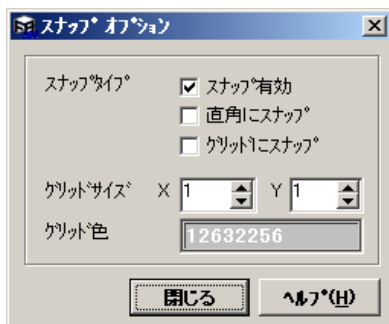 ｽﾅｯﾌﾟ ｵﾌﾟｼｮﾝ
ｽﾅｯﾌﾟﾀｲﾌﾟ
ｽﾅｯﾌﾟ有効
直角にｽﾅｯﾌﾟ
ｸﾞﾘｯﾄﾞにｽﾅｯﾌﾟ
ｸﾞﾘｯﾄﾞｻｲｽﾞ X 1 Y 1
ｸﾞﾘｯﾄﾞ色 12632256
閉じる ﾍﾙﾌﾟ(H)